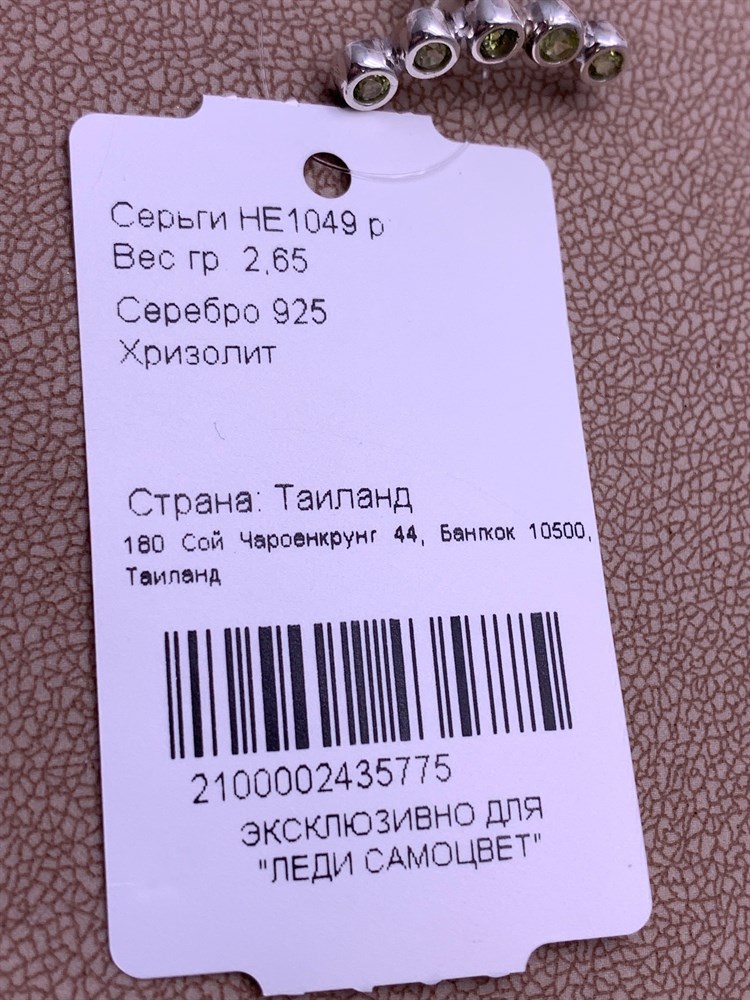 Серьги НЕ1049 р
Вес гр 2,65
Серебро 925
Хризолит
Страна: Таиланд
180 Сой Чароенкрунг 44, Бангкок 10500,
Таиланд
2100002435775
ЭКСКЛЮЗИВНО ДЛЯ
"ЛЕДИ САМОЦВЕТ"